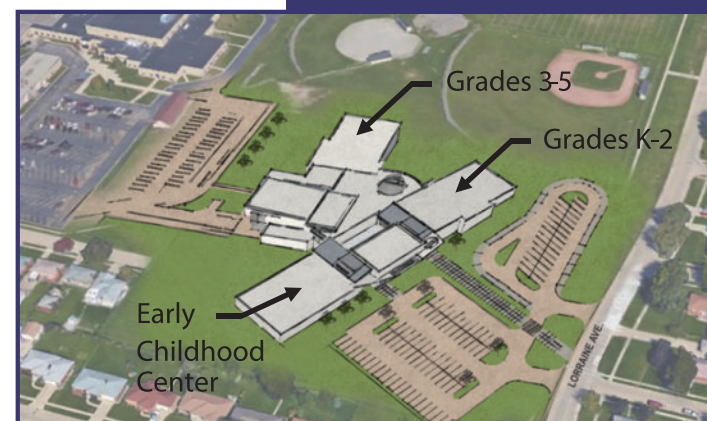 Grades 3-5
Grades K-2
Early
Childhood
Center
LORRAINE AVE.